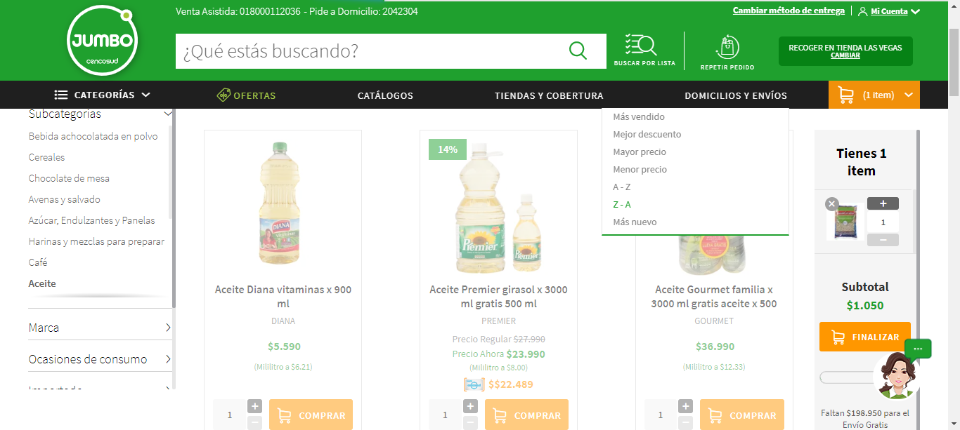 Venta Asistida: 018000112036 - Pide a Domicilio: 2042304
Cambiar método de entrega
Mi Cuenta
JUMBO
cencosud
¿Qué estás buscando?
BUSCAR POR LISTA
REPETIR PEDIDO
RECOGER EN TIENDA LAS VEGAS
CAMBIAR
CATEGORÍAS
OFERTAS
CATÁLOGOS
TIENDAS Y COBERTURA
DOMICILIOS Y ENVÍOS
(1 item)
Subcategorias
Bebida achocolatada en polvo
Cereales
Chocolate de mesa
Avenas y salvado
Azúcar, Endulzantes y Panelas
Harinas y mezclas para preparar
Café
Aceite
Marca
Ocasiones de consumo
Importado
Más vendido
Mejor descuento
Mayor precio
Menor precio
A - Z
Z - A
Más nuevo
DIANA
Aceite Diana vitaminas x 900
ml
DIANA
$5.590
(Mililitro a $6.21)
1
+
−
COMPRAR
14%
Premier
Aceite Premier girasol x 3000
ml gratis 500 ml
PREMIER
Precio Regular $27.990
Precio Ahora $23.990
(Mililitro a $8.00)
$$22.489
1
+
−
COMPRAR
Aceite Gourmet familia x
3000 ml gratis aceite x 500
GOURMET
$36.990
(Mililitro a $12.33)
1
+
−
COMPRAR
Tienes 1
item
+
1
−
Subtotal
$1.050
FINALIZAR
Faltan $198.950 para el
Envío Gratis